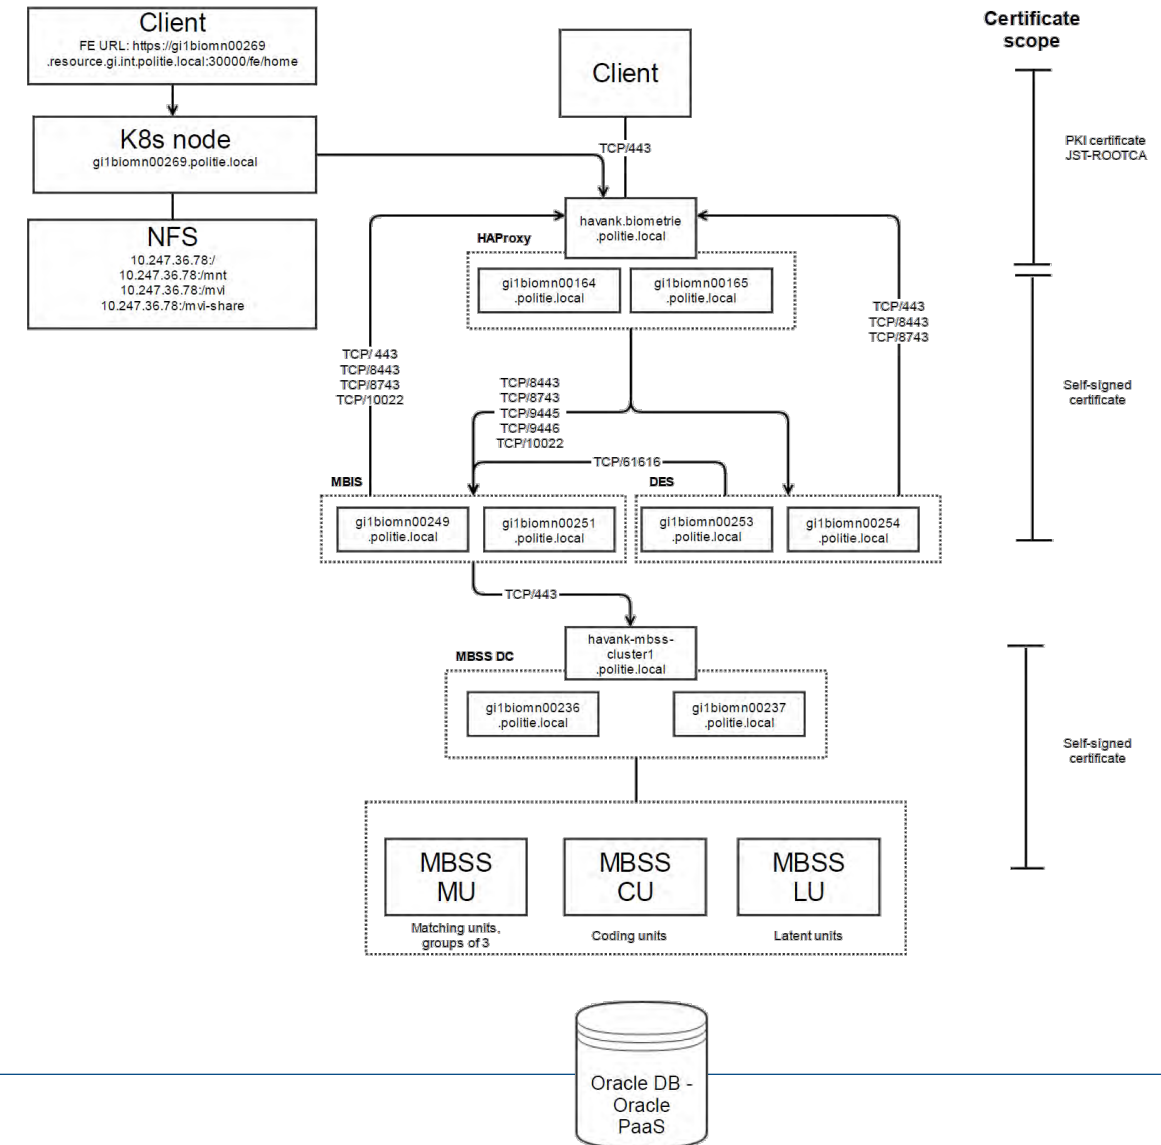 Client
FE URL: https://gi1biomn00269
.resource.gi.int.politie.local:30000/fe/home
K8s node
gi1biomn00269.politie.local
NFS
10.247.36.78:/
10.247.36.78:/mnt
10.247.36.78:/mvi
10.247.36.78:/mvi-share
Client
TCP/443
havank.biometrie
.politie.local
HAProxy
gi1biomn00164
.politie.local
gi1biomn00165
.politie.local
TCP/ 443
TCP/8443
TCP/8743
TCP/10022
TCP/8443
TCP/8743
TCP/9445
TCP/9446
TCP/10022
TCP/443
TCP/8443
TCP/8743
TCP/61616
MBIS
gi1biomn00249
.politie.local
gi1biomn00251
.politie.local
DES
gi1biomn00253
.politie.local
gi1biomn00254
.politie.local
TCP/443
havank-mbss-
cluster1
.politie.local
MBSS DC
gi1biomn00236
.politie.local
gi1biomn00237
.politie.local
MBSS
MU
Matching units,
groups of 3
MBSS
CU
Coding units
MBSS
LU
Latent units
Oracle DB -
Oracle
PaaS
Certificate
scope
PKI certificate
JST-ROOTCA
Self-signed
certificate
Self-signed
certificate